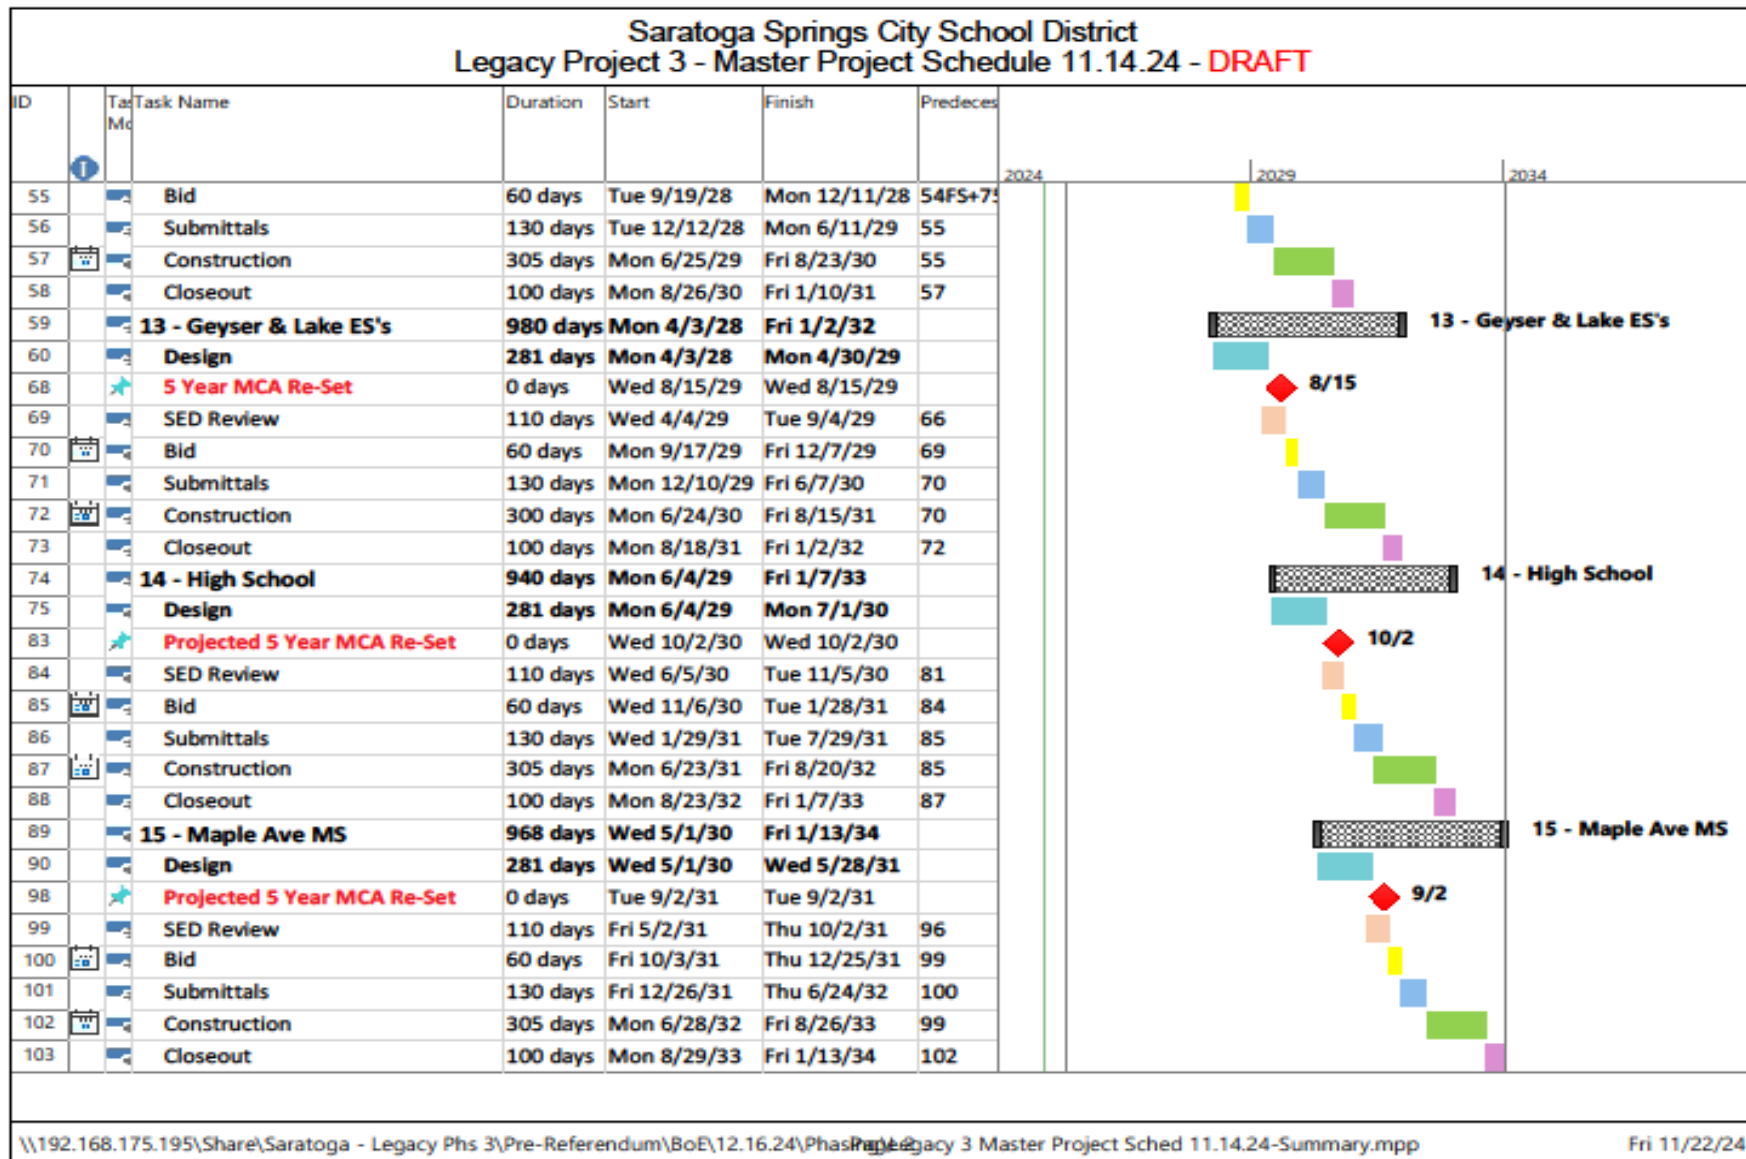 Saratoga Springs City School District
Legacy Project 3 - Master Project Schedule 11.14.24 - DRAFT
ID Tas Task Name Duration Start Finish Predeces
Mo
2024 2029 2034
55 Bid 60 days Tue 9/19/28 Mon 12/11/28 54FS+75
56 Submittals 130 days Tue 12/12/28 Mon 6/11/29 55
57 Construction 305 days Mon 6/25/29 Fri 8/23/30 55
58 Closeout 100 days Mon 8/26/30 Fri 1/10/31 57
59 13 - Geyser & Lake ES's 980 days Mon 4/3/28 Fri 1/2/32 13 - Geyser & Lake ES's
60 Design 281 days Mon 4/3/28 Mon 4/30/29
68 5 Year MCA Re-Set 0 days Wed 8/15/29 Wed 8/15/29 8/15
69 SED Review 110 days Wed 4/4/29 Tue 9/4/29 66
70 Bid 60 days Mon 9/17/29 Fri 12/7/29 69
71 Submittals 130 days Mon 12/10/29 Fri 6/7/30 70
72 Construction 300 days Mon 6/24/30 Fri 8/15/31 70
73 Closeout 100 days Mon 8/18/31 Fri 1/2/32 72
74 14 - High School 940 days Mon 6/4/29 Fri 1/7/33 14 - High School
75 Design 281 days Mon 6/4/29 Mon 7/1/30
83 Projected 5 Year MCA Re-Set 0 days Wed 10/2/30 Wed 10/2/30 10/2
84 SED Review 110 days Wed 6/5/30 Tue 11/5/30 81
85 Bid 60 days Wed 11/6/30 Tue 1/28/31 84
86 Submittals 130 days Wed 1/29/31 Tue 7/29/31 85
87 Construction 305 days Mon 6/23/31 Fri 8/20/32 85
88 Closeout 100 days Mon 8/23/32 Fri 1/7/33 87
89 15 - Maple Ave MS 968 days Wed 5/1/30 Fri 1/13/34 15 - Maple Ave MS
90 Design 281 days Wed 5/1/30 Wed 5/28/31
98 Projected 5 Year MCA Re-Set 0 days Tue 9/2/31 Tue 9/2/31 9/2
99 SED Review 110 days Fri 5/2/31 Thu 10/2/31 96
100 Bid 60 days Fri 10/3/31 Thu 12/25/31 99
101 Submittals 130 days Fri 12/26/31 Thu 6/24/32 100
102 Construction 305 days Mon 6/28/32 Fri 8/26/33 99
103 Closeout 100 days Mon 8/29/33 Fri 1/13/34 102
\\192.168.175.195\Share\Saratoga - Legacy Phs 3\Pre-Referendum\BoE\12.16.24\Phasing\Legacy 3 Master Project Sched 11.14.24-Summary.mpp Fri 11/22/24